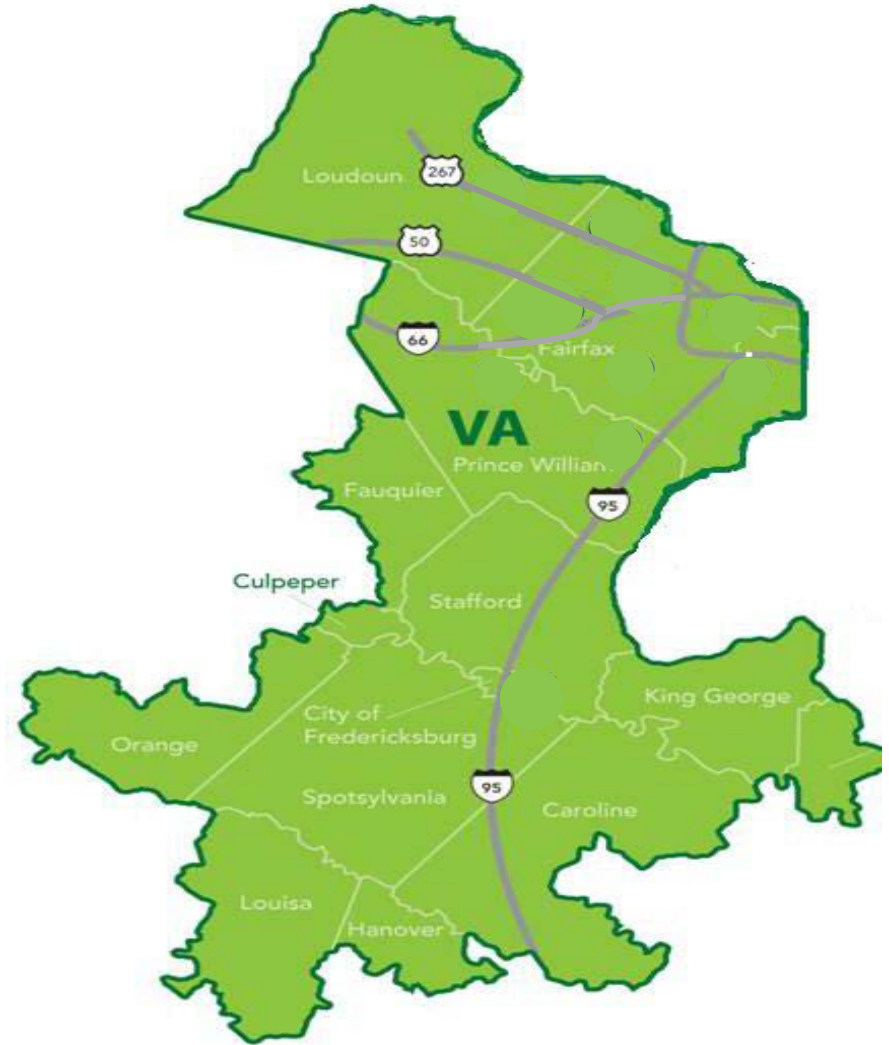 267
Loudoun
50
66
Fairfax
VA
Prince William
Fauquier
95
Culpeper
Stafford
King George
City of
Fredericksburg
Orange
95
Spotsylvania
Caroline
Louisa
Hanover